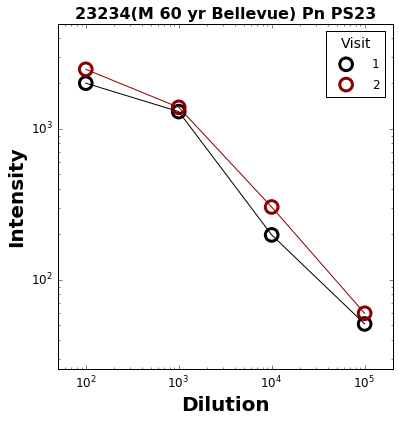 23234(M 60 yr Bellevue) Pn PS23
Visit
1
2
Intensity
10³
10²
10² 10³ 10⁴ 10⁵
Dilution